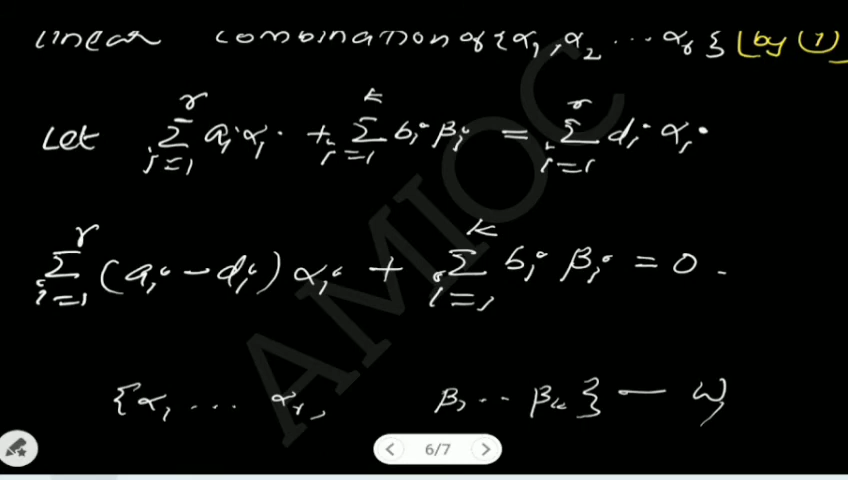 linear combination of {α₁, α₂ ... αᵣ} [by (1)
Let ∑ᵢ₌₁ʳ aᵢαᵢ + ∑ᵢ₌₁ᵏ bᵢβᵢ = ∑ᵢ₌₁ʳ dᵢαᵢ
∑ᵢ₌₁ʳ (aᵢ - dᵢ)αᵢ + ∑ᵢ₌₁ᵏ bᵢβᵢ = 0.
{α₁ ... αᵣ, β₁ ... βₖ} — W₁
6/7
AMIOC